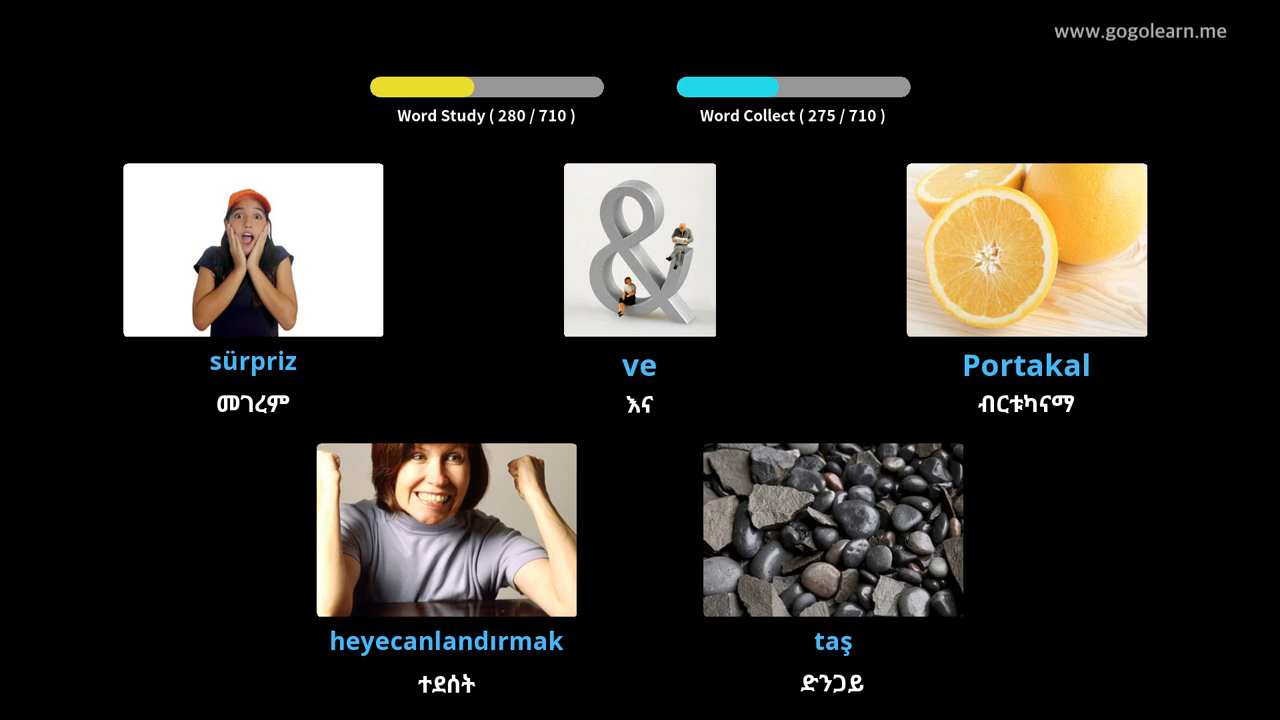 www.gogolearn.me
Word Study ( 280 / 710 )
Word Collect ( 275 / 710 )
sürpriz
መገረም
ve
እና
Portakal
ብርቱካናማ
heyecanlandırmak
ተደሰት
taş
ድንጋይ